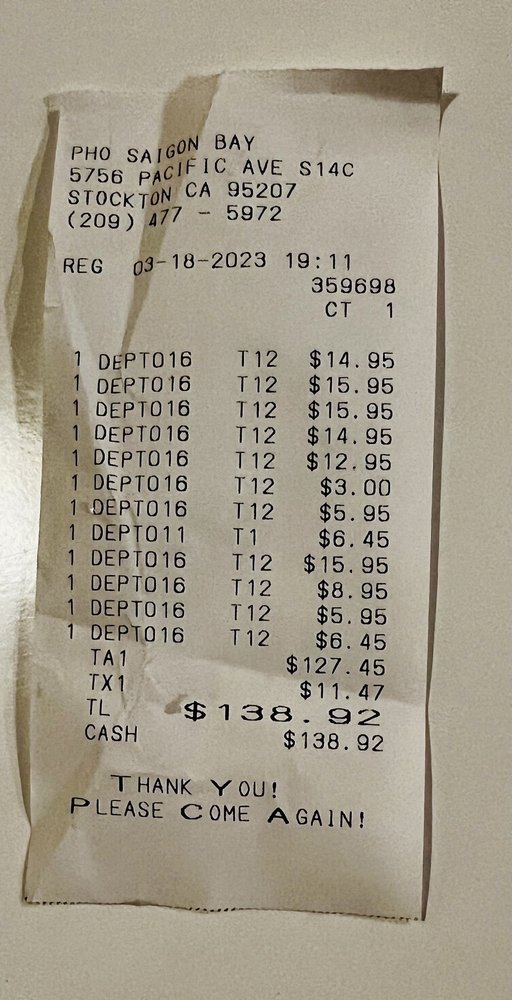 PHO SAIGON BAY
5756 PACIFIC AVE S14C
STOCKTON CA 95207
(209) 477 - 5972
REG 03-18-2023 19:11
359698
CT 1
1 DEPT016 T12 $14.95
1 DEPT016 T12 $15.95
1 DEPT016 T12 $15.95
1 DEPT016 T12 $14.95
1 DEPT016 T12 $12.95
1 DEPT016 T12 $3.00
1 DEPT016 T12 $5.95
1 DEPT011 T1 $6.45
1 DEPT016 T12 $15.95
1 DEPT016 T12 $8.95
1 DEPT016 T12 $5.95
1 DEPT016 T12 $6.45
TA1 $127.45
TX1 $11.47
TL $138.92
CASH $138.92
THANK YOU!
PLEASE COME AGAIN!